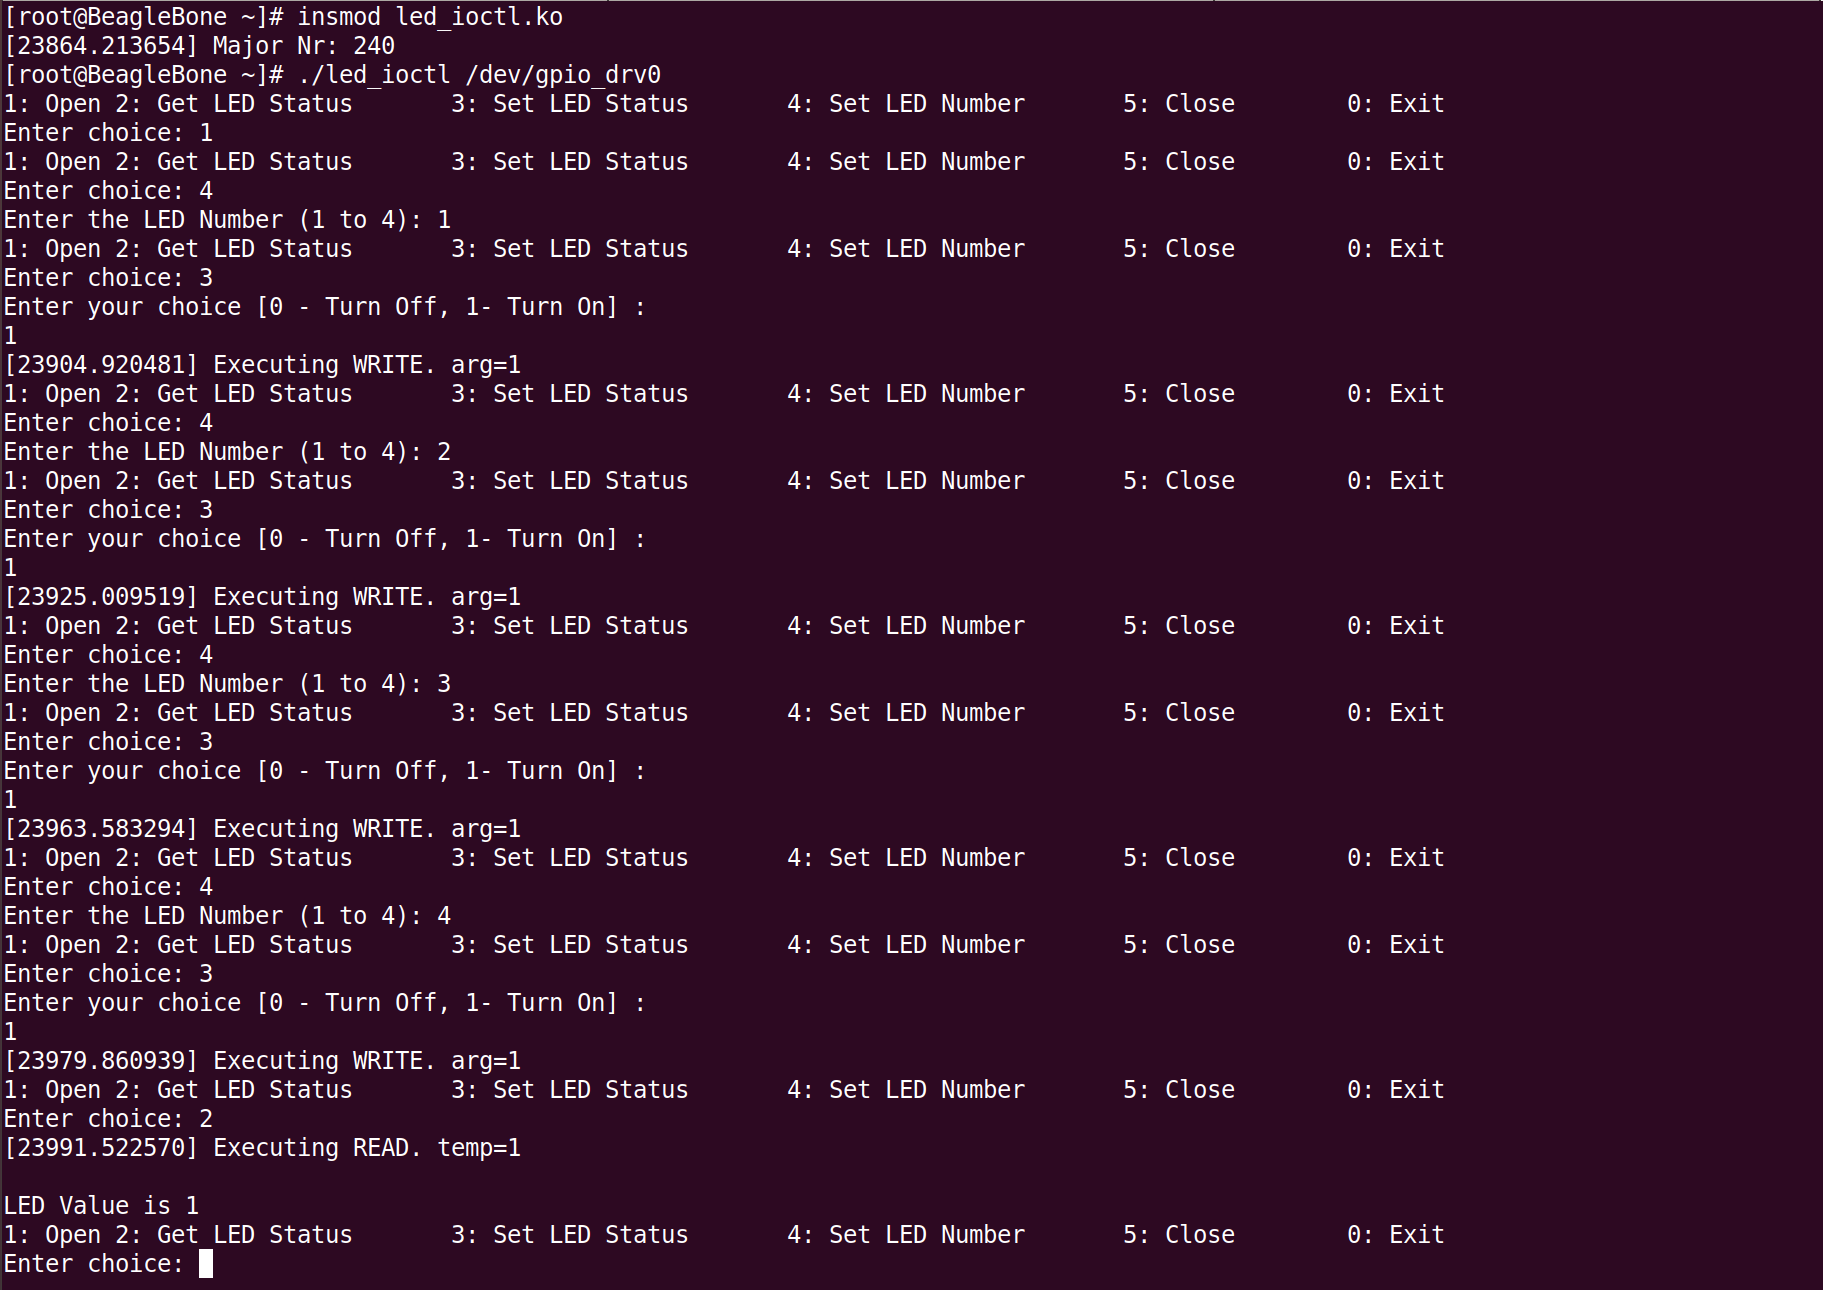 [root@BeagleBone ~]# insmod led_ioctl.ko
[23864.213654] Major Nr: 240
[root@BeagleBone ~]# ./led_ioctl /dev/gpio_drv0
1: Open 2: Get LED Status       3: Set LED Status       4: Set LED Number       5: Close        0: Exit
Enter choice: 1
1: Open 2: Get LED Status       3: Set LED Status       4: Set LED Number       5: Close        0: Exit
Enter choice: 4
Enter the LED Number (1 to 4): 1
1: Open 2: Get LED Status       3: Set LED Status       4: Set LED Number       5: Close        0: Exit
Enter choice: 3
Enter your choice [0 - Turn Off, 1- Turn On] :
1
[23904.920481] Executing WRITE. arg=1
1: Open 2: Get LED Status       3: Set LED Status       4: Set LED Number       5: Close        0: Exit
Enter choice: 4
Enter the LED Number (1 to 4): 2
1: Open 2: Get LED Status       3: Set LED Status       4: Set LED Number       5: Close        0: Exit
Enter choice: 3
Enter your choice [0 - Turn Off, 1- Turn On] :
1
[23925.009519] Executing WRITE. arg=1
1: Open 2: Get LED Status       3: Set LED Status       4: Set LED Number       5: Close        0: Exit
Enter choice: 4
Enter the LED Number (1 to 4): 3
1: Open 2: Get LED Status       3: Set LED Status       4: Set LED Number       5: Close        0: Exit
Enter choice: 3
Enter your choice [0 - Turn Off, 1- Turn On] :
1
[23963.583294] Executing WRITE. arg=1
1: Open 2: Get LED Status       3: Set LED Status       4: Set LED Number       5: Close        0: Exit
Enter choice: 4
Enter the LED Number (1 to 4): 4
1: Open 2: Get LED Status       3: Set LED Status       4: Set LED Number       5: Close        0: Exit
Enter choice: 3
Enter your choice [0 - Turn Off, 1- Turn On] :
1
[23979.860939] Executing WRITE. arg=1
1: Open 2: Get LED Status       3: Set LED Status       4: Set LED Number       5: Close        0: Exit
Enter choice: 2
[23991.522570] Executing READ. temp=1

LED Value is 1
1: Open 2: Get LED Status       3: Set LED Status       4: Set LED Number       5: Close        0: Exit
Enter choice: